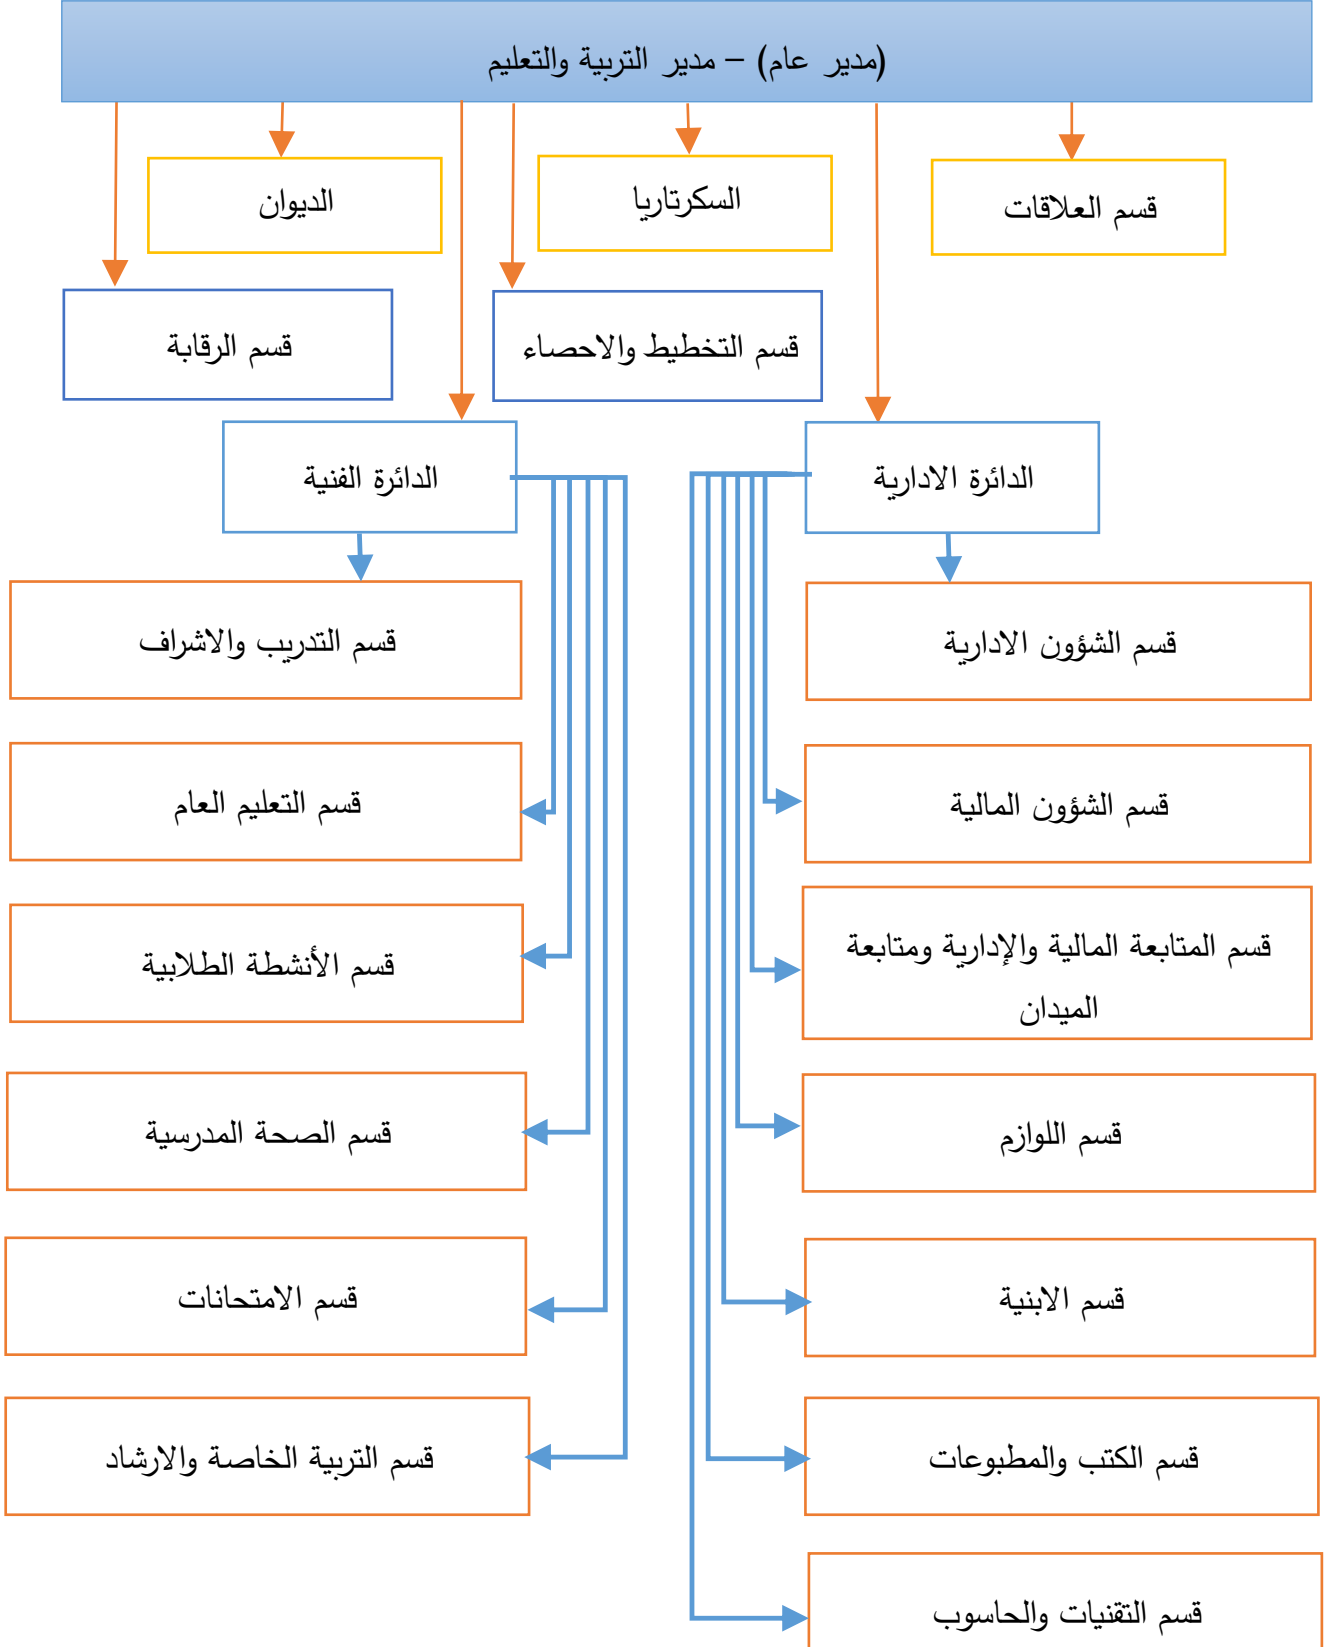 (مدير عام) – مدير التربية والتعليم
قسم العلاقات
السكرتاريا
الديوان
قسم التخطيط والاحصاء
قسم الرقابة
الدائرة الادارية
الدائرة الفنية
قسم الشؤون الادارية
قسم التدريب والاشراف
قسم الشؤون المالية
قسم التعليم العام
قسم المتابعة المالية والإدارية ومتابعة
الميدان
قسم الأنشطة الطلابية
قسم اللوازم
قسم الصحة المدرسية
قسم الابنية
قسم الامتحانات
قسم الكتب والمطبوعات
قسم التربية الخاصة والارشاد
قسم التقنيات والحاسوب